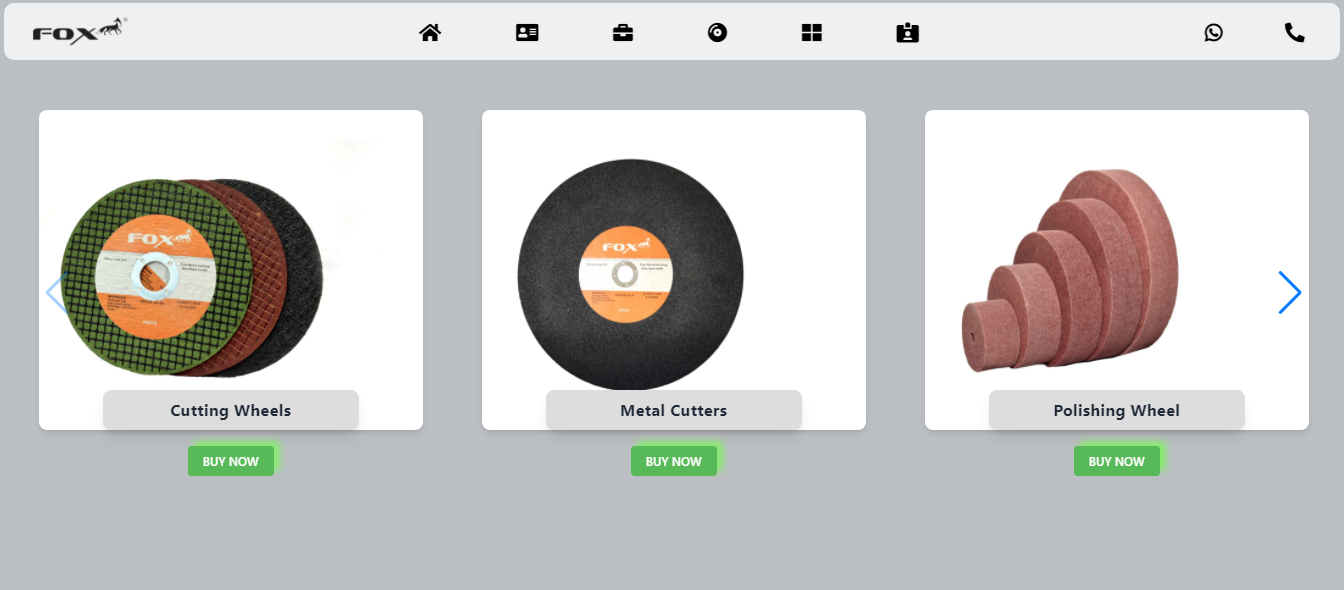 FOX®
FOX
FOX
Cutting Wheels
Metal Cutters
Polishing Wheel
BUY NOW
BUY NOW
BUY NOW